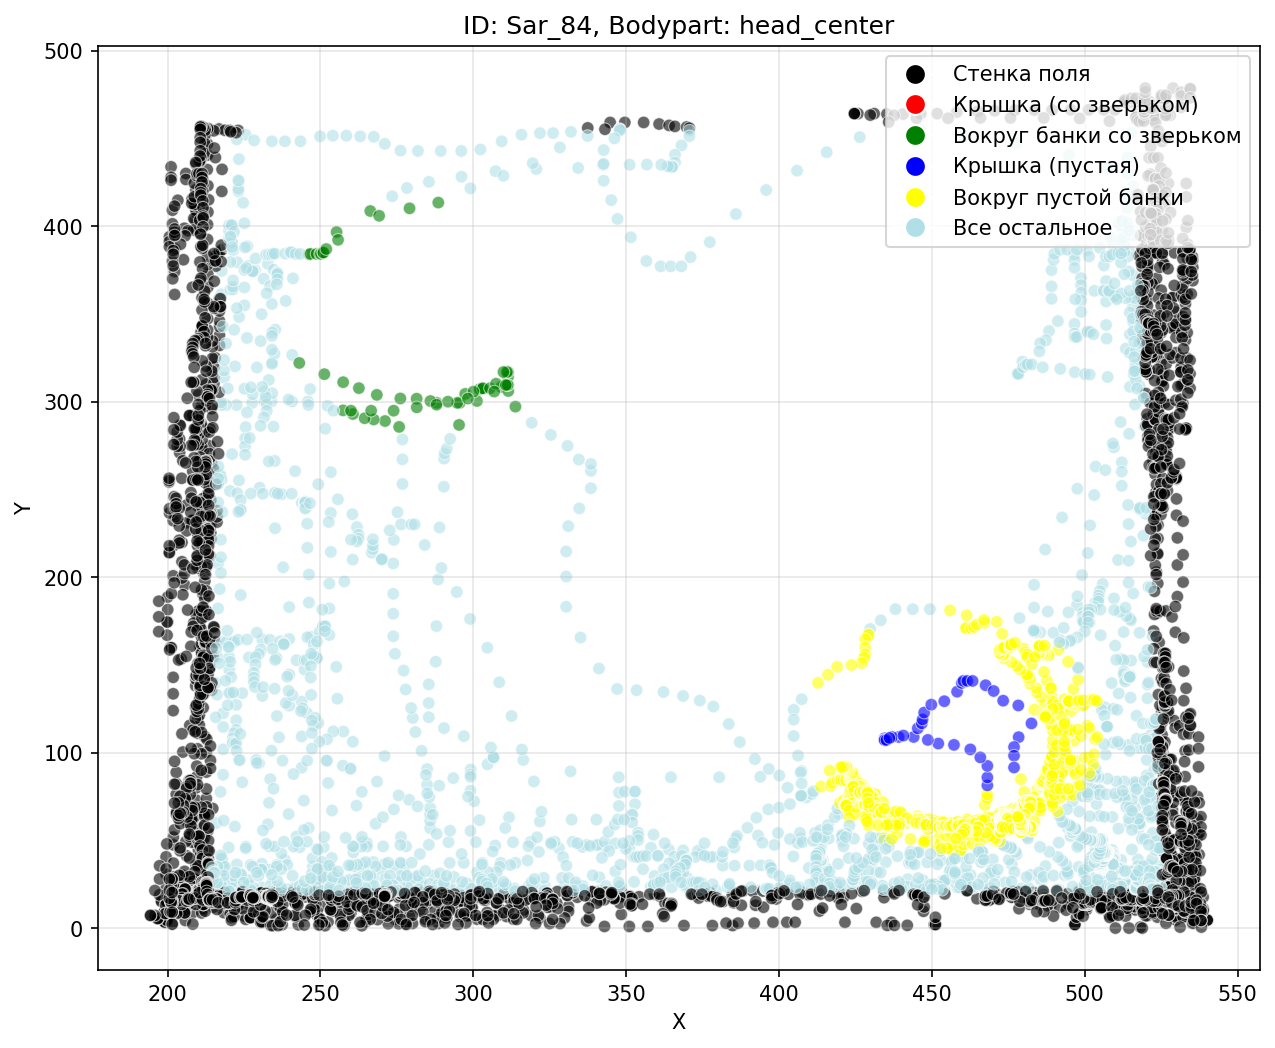 ID: Sar_84, Bodypart: head_center
Стенка поля
Крышка (со зверьком)
Вокруг банки со зверьком
Крышка (пустая)
Вокруг пустой банки
Все остальное
Y
500
400
300
200
100
0
200
250
300
350
400
450
500
550
X